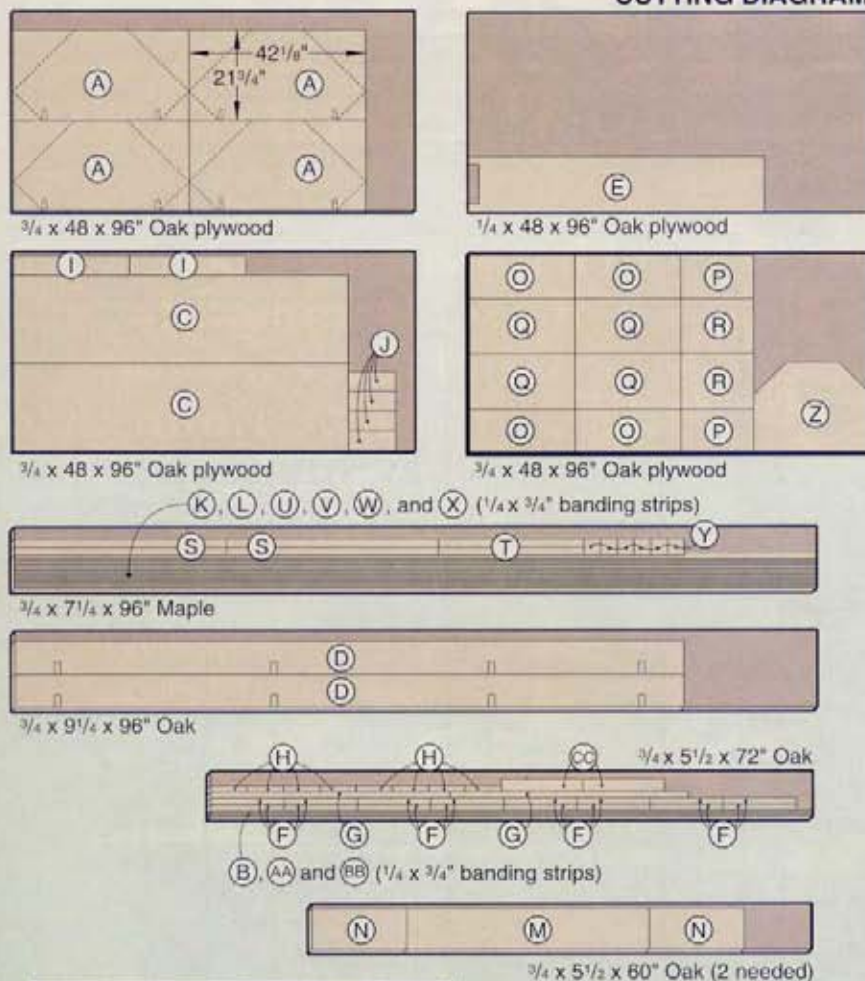 CUTTING DIAGRAM
42 1/8"
21 3/4"
A A
A A
3/4 x 48 x 96" Oak plywood
E
1/4 x 48 x 96" Oak plywood
I I
C
J
C
3/4 x 48 x 96" Oak plywood
O O P
Q Q R
Q Q R
O O P
Z
3/4 x 48 x 96" Oak plywood
K, L, U, V, W, and X (1/4 x 3/4" banding strips)
S S T Y
3/4 x 7 1/4 x 96" Maple
D
D
3/4 x 9 1/4 x 96" Oak
3/4 x 5 1/2 x 72" Oak
H H CC
F G F G F F
B, AA and BB (1/4 x 3/4" banding strips)
N M N
3/4 x 5 1/2 x 60" Oak (2 needed)